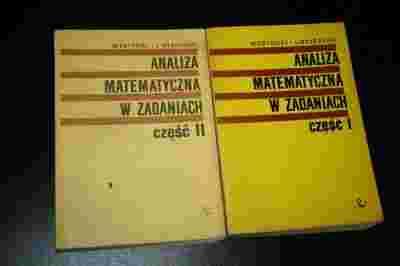 ANALIZA
MATEMATYCZNA
W ZADANIACH
część II
ANALIZA
MATEMATYCZNA
W ZADANIACH
część I